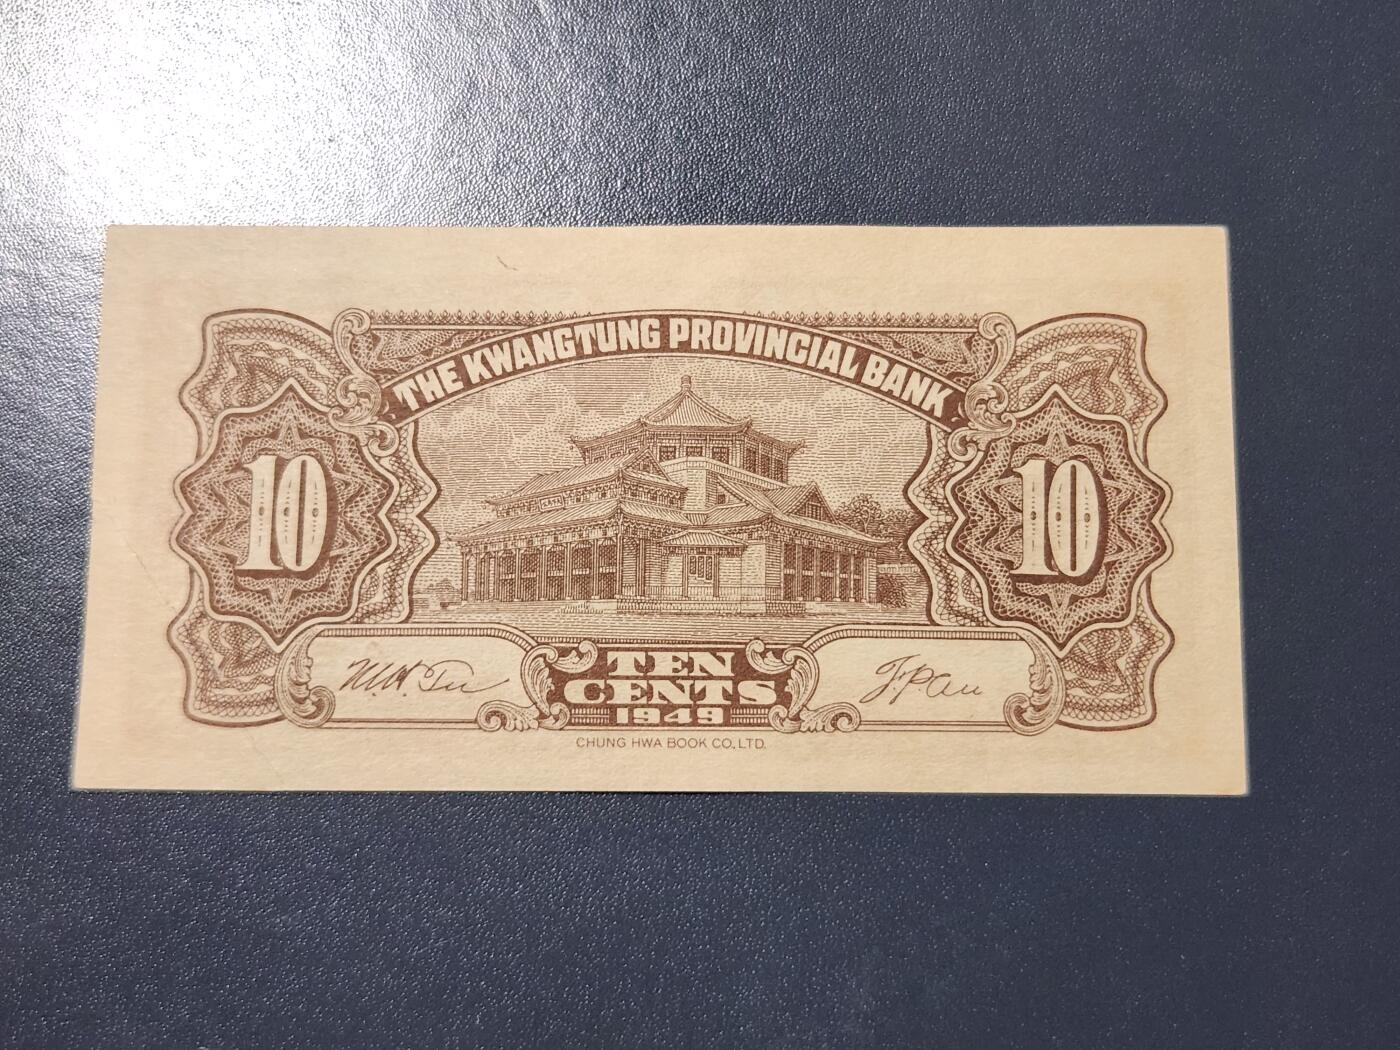 THE KWANGTUNG PROVINCIAL BANK
10 10
TEN
CENTS
1949
CHUNG HWA BOOK CO., LTD.